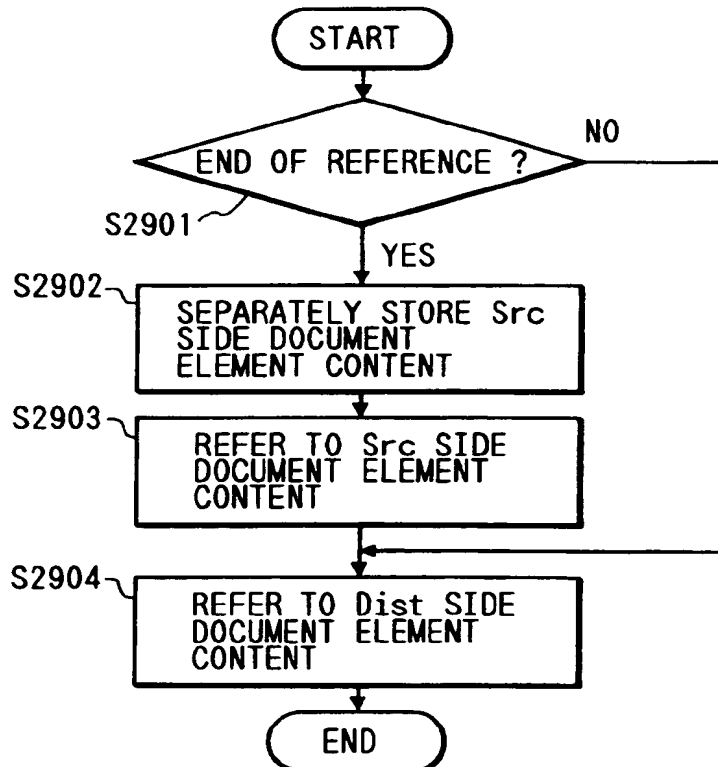 START
NO
END OF REFERENCE ?
S2901
YES
S2902
SEPARATELY STORE Src
SIDE DOCUMENT
ELEMENT CONTENT
S2903
REFER TO Src SIDE
DOCUMENT ELEMENT
CONTENT
S2904
REFER TO Dist SIDE
DOCUMENT ELEMENT
CONTENT
END